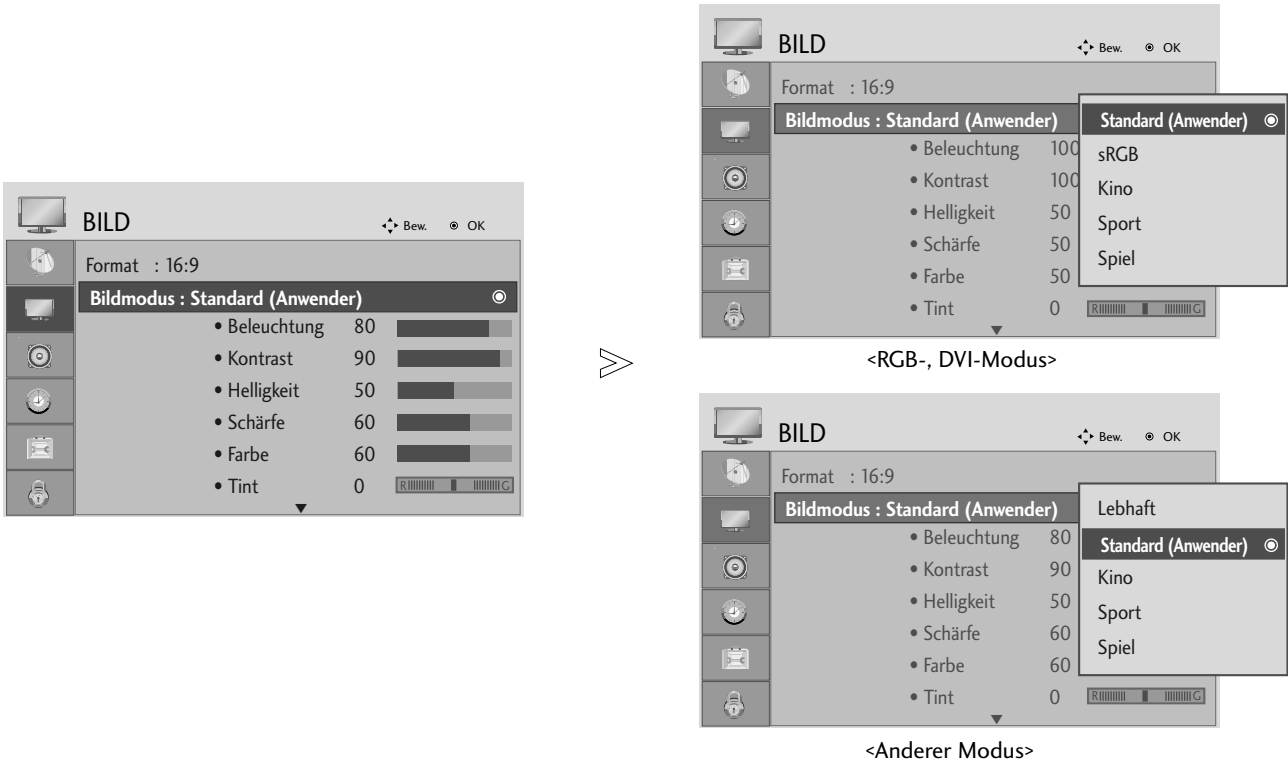 BILD
Bew.
OK
Format : 16:9
Bildmodus : Standard (Anwender)
• Beleuchtung 80
• Kontrast 90
• Helligkeit 50
• Schärfe 60
• Farbe 60
• Tint 0 R G
BILD
Bew.
OK
Format : 16:9
Bildmodus : Standard (Anwender)
• Beleuchtung 100
• Kontrast 100
• Helligkeit 50
• Schärfe 50
• Farbe 50
• Tint 0 R G
Standard (Anwender)
sRGB
Kino
Sport
Spiel
<RGB-, DVI-Modus>
BILD
Bew.
OK
Format : 16:9
Bildmodus : Standard (Anwender)
• Beleuchtung 80
• Kontrast 90
• Helligkeit 50
• Schärfe 60
• Farbe 60
• Tint 0 R G
Lebhaft
Standard (Anwender)
Kino
Sport
Spiel
<Anderer Modus>